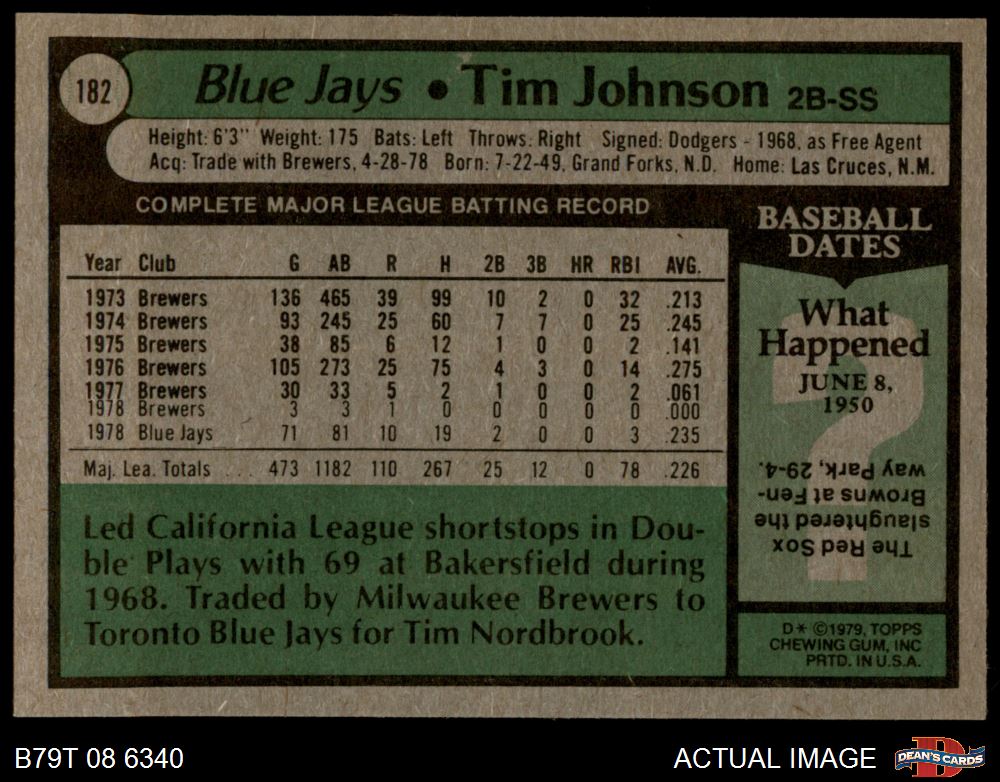 182
Blue Jays • Tim Johnson 2B-SS
Height: 6'3" Weight: 175 Bats: Left Throws: Right Signed: Dodgers - 1968, as Free Agent
Acq: Trade with Brewers, 4-28-78 Born: 7-22-49, Grand Forks, N.D. Home: Las Cruces, N.M.
COMPLETE MAJOR LEAGUE BATTING RECORD
Year Club G AB R H 2B 3B HR RBI AVG.
1973 Brewers 136 465 39 99 10 2 0 32 .213
1974 Brewers 93 245 25 60 7 7 0 25 .245
1975 Brewers 38 85 6 12 1 0 0 2 .141
1976 Brewers 105 273 25 75 4 3 0 14 .275
1977 Brewers 30 33 5 2 1 0 0 2 .061
1978 Brewers 3 3 1 0 0 0 0 0 .000
1978 Blue Jays 71 81 10 19 2 0 0 3 .235
Maj. Lea. Totals ... 473 1182 110 267 25 12 0 78 .226
Led California League shortstops in Dou-
ble Plays with 69 at Bakersfield during
1968. Traded by Milwaukee Brewers to
Toronto Blue Jays for Tim Nordbrook.
BASEBALL
DATES
What
Happened
JUNE 8,
1950
?
The Red Sox
slaughtered the
Browns at Fen-
way Park, 29-4.
D* ©1979, TOPPS
CHEWING GUM, INC
PRTD. IN U.S.A.
B79T 08 6340
ACTUAL IMAGE
D
DEAN'S CARDS